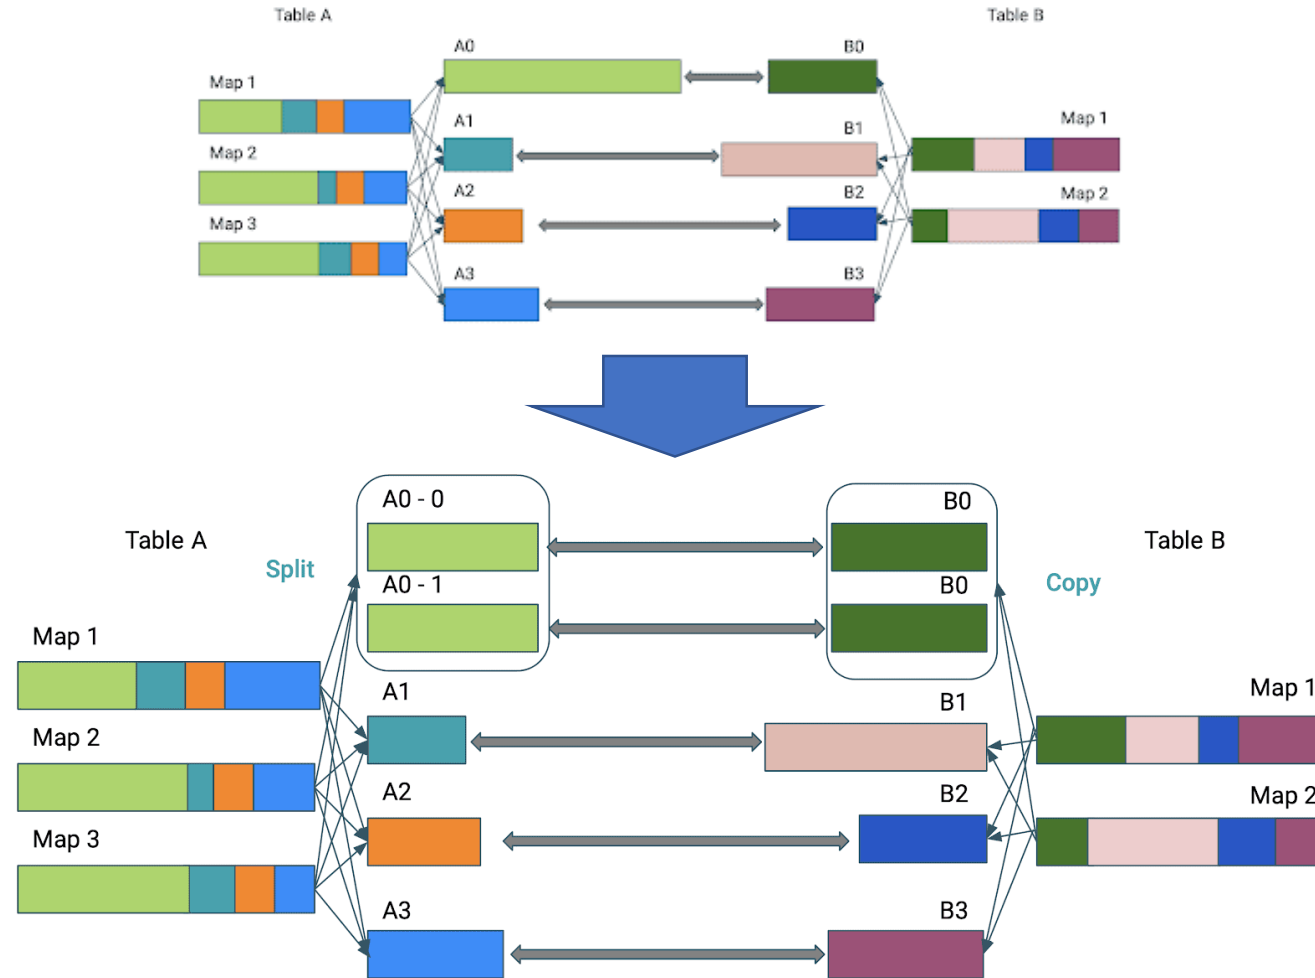 Table A
Table B
A0
B0
Map 1
A1
B1
Map 1
Map 2
A2
B2
Map 2
Map 3
A3
B3
A0 - 0
B0
Table A
Table B
Split
A0 - 1
B0
Copy
Map 1
A1
B1
Map 1
Map 2
A2
B2
Map 2
Map 3
A3
B3